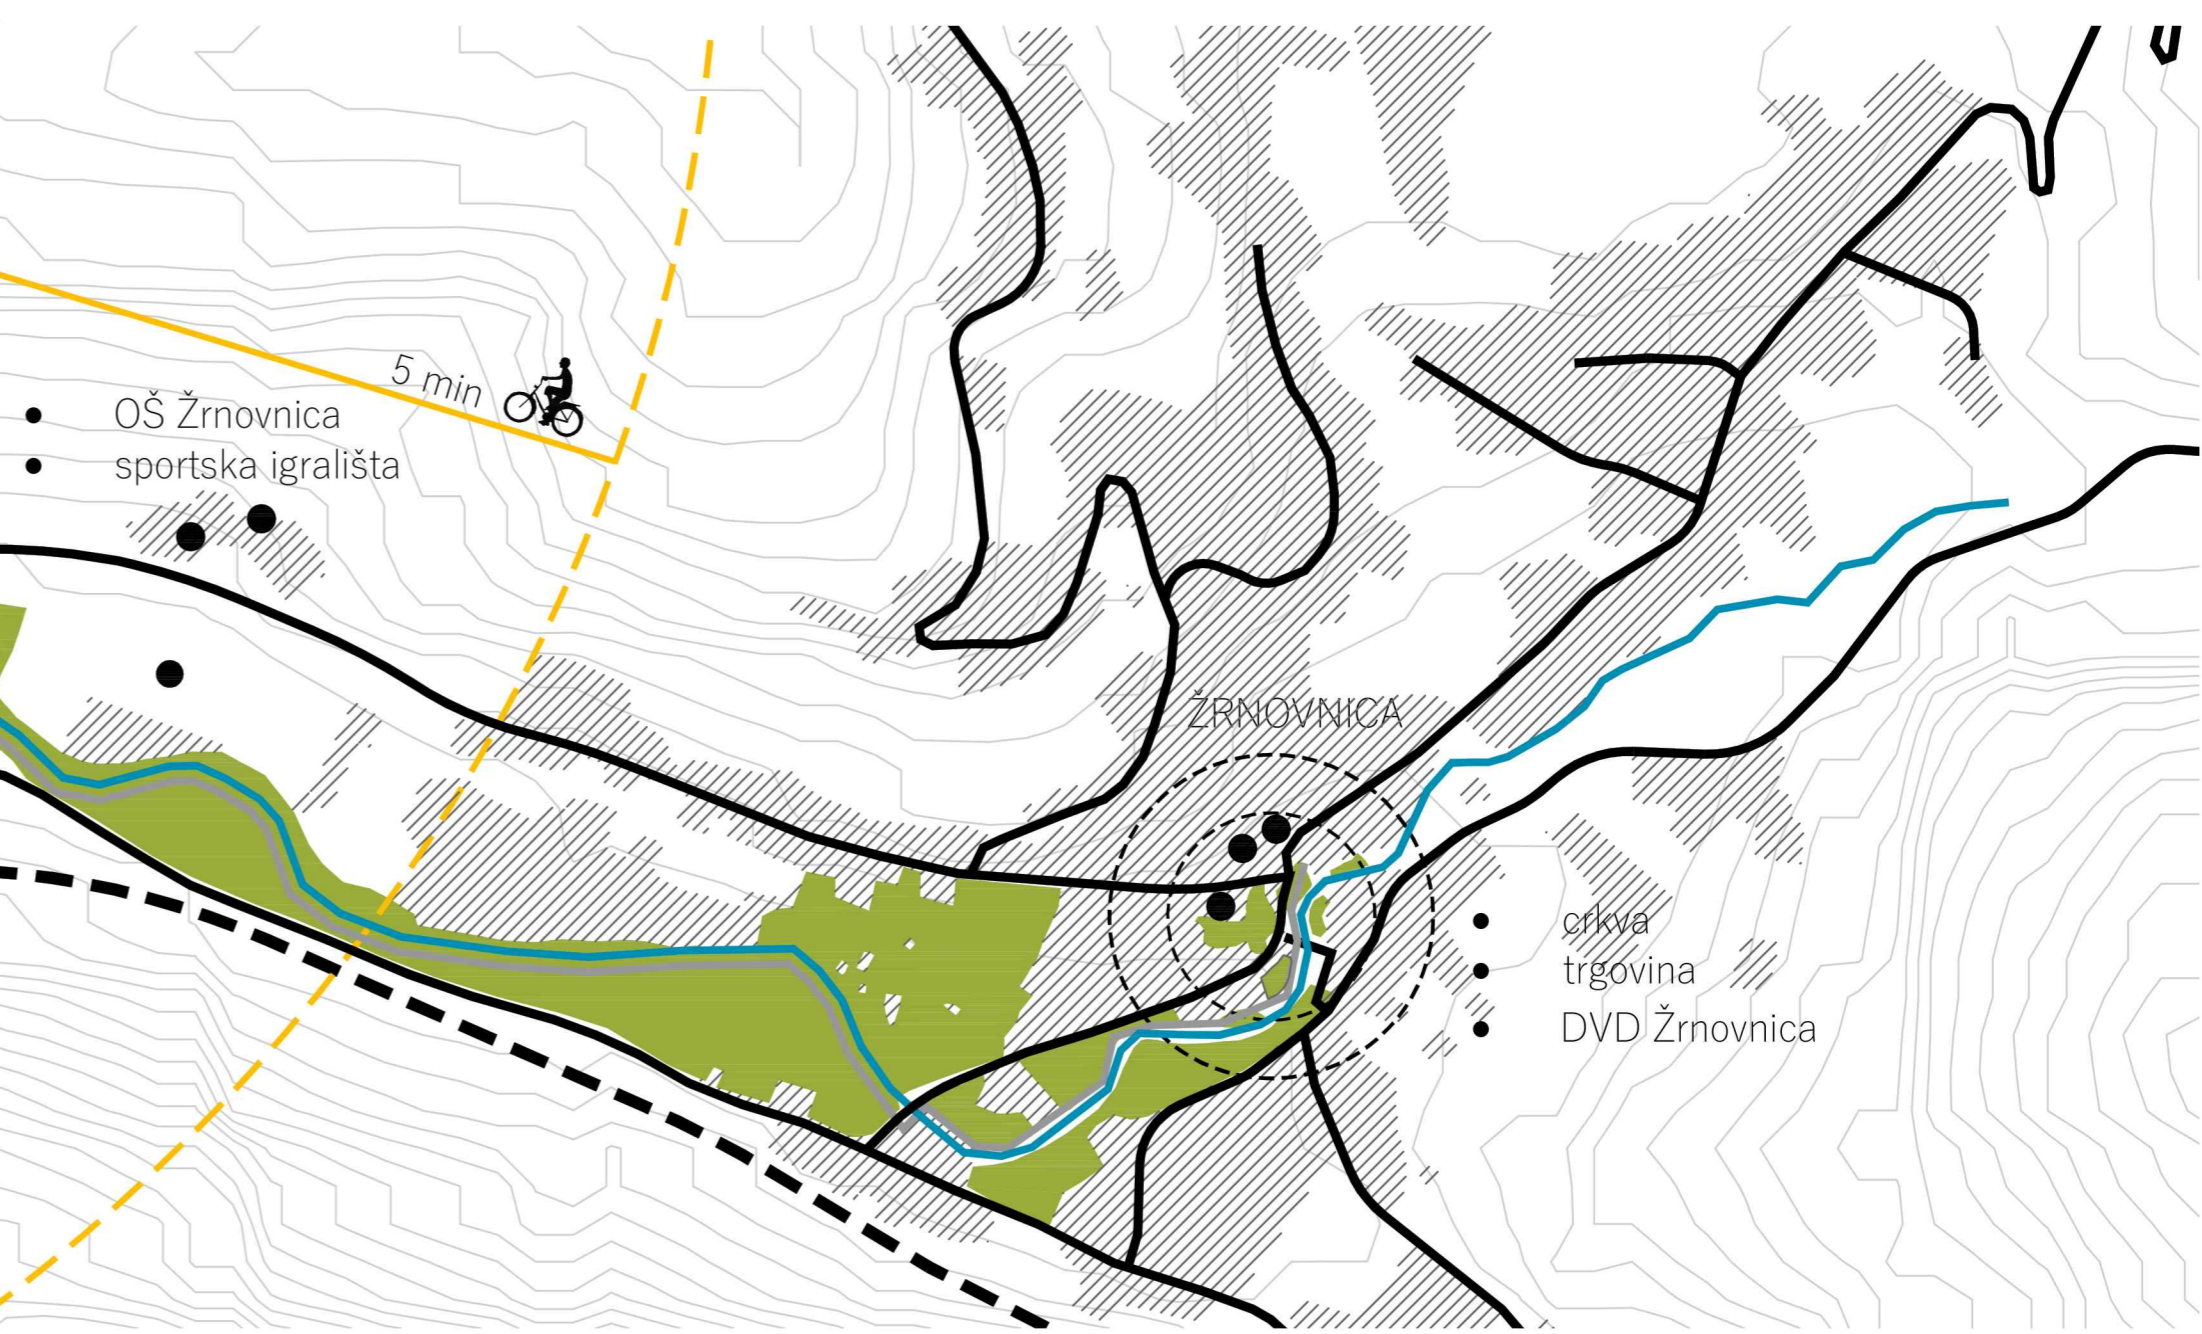 5 min
OŠ Žrnovnica
sportska igrališta
ŽRNOVNICA
crkva
trgovina
DVD Žrnovnica